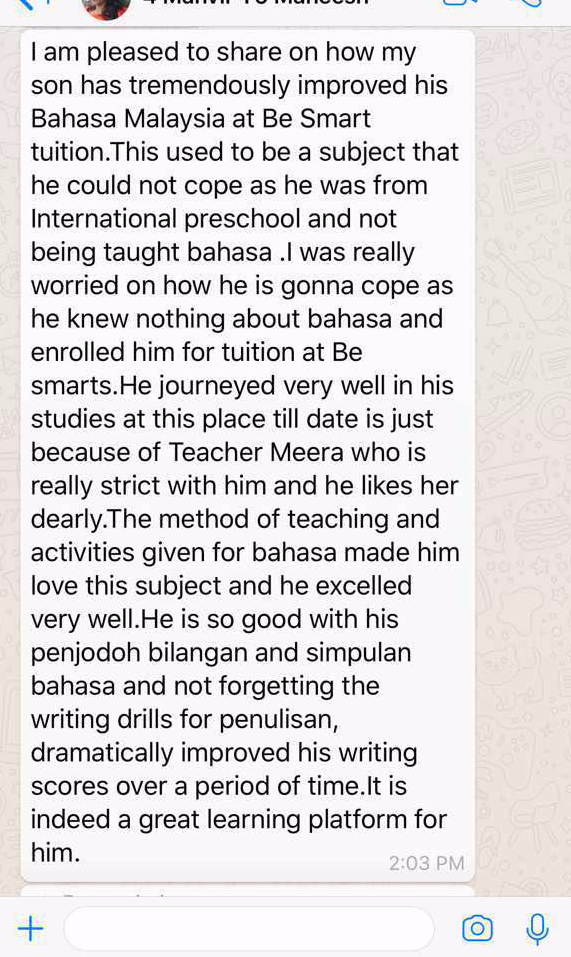 I am pleased to share on how my
son has tremendously improved his
Bahasa Malaysia at Be Smart
tuition.This used to be a subject that
he could not cope as he was from
International preschool and not
being taught bahasa .I was really
worried on how he is gonna cope as
he knew nothing about bahasa and
enrolled him for tuition at Be
smarts.He journeyed very well in his
studies at this place till date is just
because of Teacher Meera who is
really strict with him and he likes her
dearly.The method of teaching and
activities given for bahasa made him
love this subject and he excelled
very well.He is so good with his
penjodoh bilangan and simpulan
bahasa and not forgetting the
writing drills for penulisan,
dramatically improved his writing
scores over a period of time.It is
indeed a great learning platform for
him.
2:03 PM